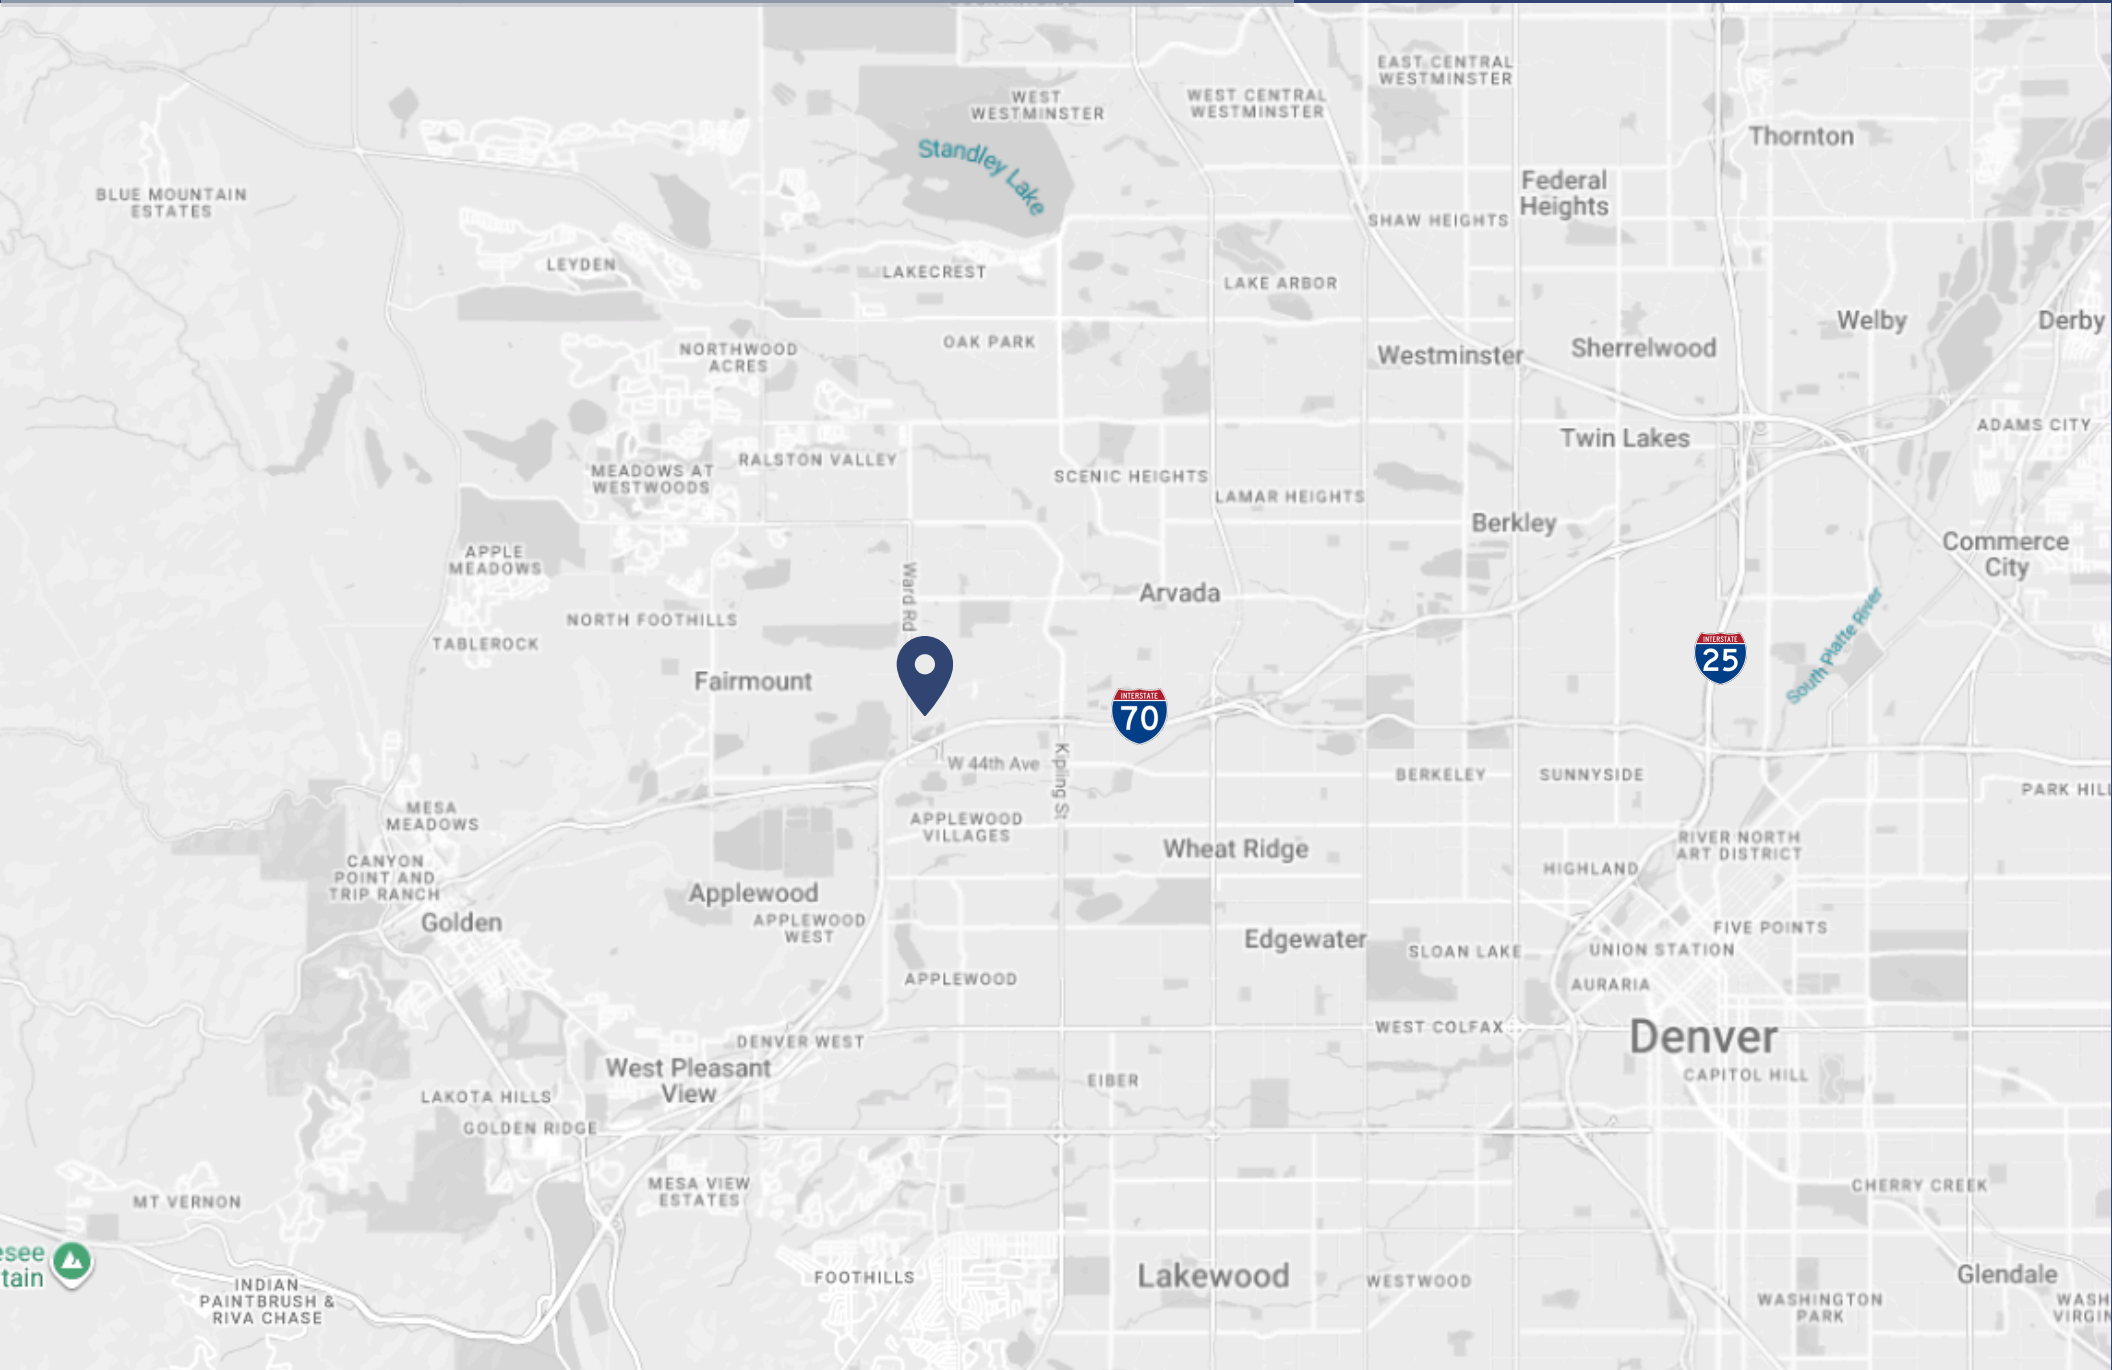 EAST CENTRAL
WESTMINSTER
WEST
WESTMINSTER
WEST CENTRAL
WESTMINSTER
Thornton
Standley Lake
BLUE MOUNTAIN
ESTATES
Federal
Heights
SHAW HEIGHTS
LEYDEN
LAKECREST
LAKE ARBOR
Welby
Derby
OAK PARK
NORTHWOOD
ACRES
Westminster
Sherrelwood
ADAMS CITY
Twin Lakes
RALSTON VALLEY
MEADOWS AT
WESTWOODS
SCENIC HEIGHTS
LAMAR HEIGHTS
Berkley
Commerce
City
APPLE
MEADOWS
Ward Rd
Arvada
NORTH FOOTHILLS
TABLEROCK
South Platte River
INTERSTATE
25
Fairmount
INTERSTATE
70
W 44th Ave
Kipling St
BERKELEY
SUNNYSIDE
PARK HILL
MESA
MEADOWS
APPLEWOOD
VILLAGES
Wheat Ridge
RIVER NORTH
ART DISTRICT
CANYON
POINT AND
TRIP RANCH
HIGHLAND
Applewood
Golden
APPLEWOOD
WEST
FIVE POINTS
Edgewater
SLOAN LAKE
UNION STATION
APPLEWOOD
AURARIA
WEST COLFAX
Denver
DENVER WEST
West Pleasant
View
CAPITOL HILL
EIBER
LAKOTA HILLS
GOLDEN RIDGE
MESA VIEW
ESTATES
CHERRY CREEK
MT VERNON
esee
tain
INDIAN
PAINTBRUSH &
RIVA CHASE
FOOTHILLS
Lakewood
WESTWOOD
Glendale
WASHINGTON
PARK
WASH
VIRGIN